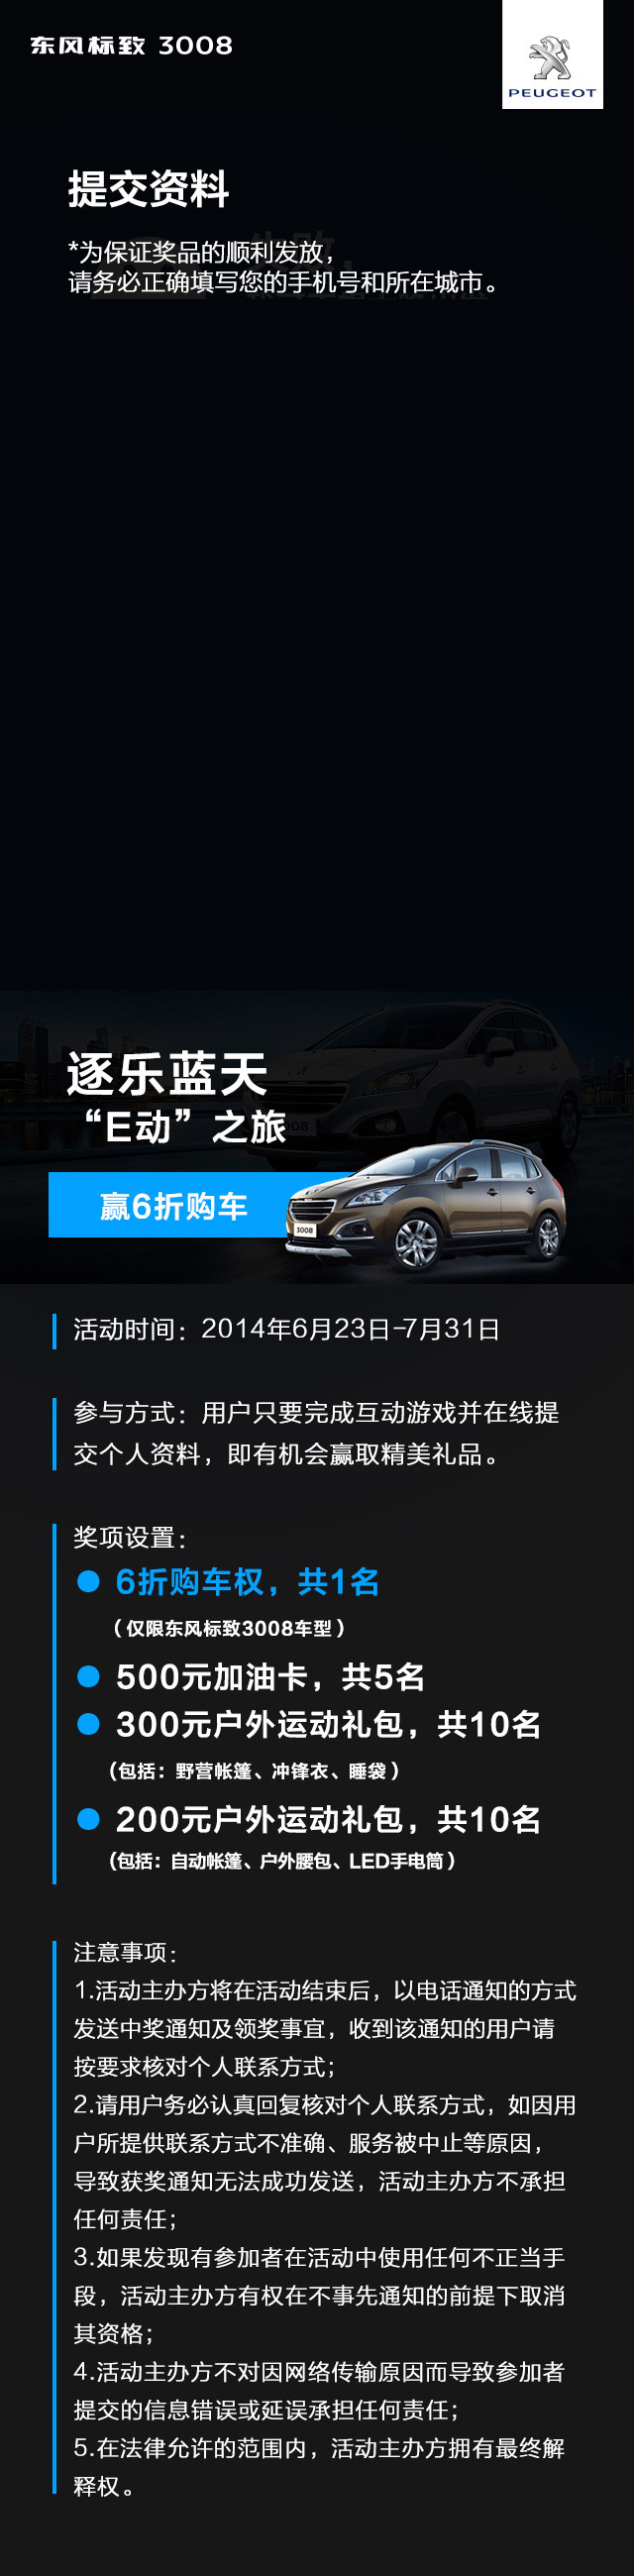 东风标致 3008
PEUGEOT
提交资料
*为保证奖品的顺利发放，
请务必正确填写您的手机号和所在城市。
逐乐蓝天
“E动”之旅
赢6折购车
3008
活动时间：2014年6月23日-7月31日
参与方式：用户只要完成互动游戏并在线提
交个人资料，即有机会赢取精美礼品。
奖项设置：
● 6折购车权，共1名
（仅限东风标致3008车型）
● 500元加油卡，共5名
● 300元户外运动礼包，共10名
(包括：野营帐篷、冲锋衣、睡袋）
● 200元户外运动礼包，共10名
(包括：自动帐篷、户外腰包、LED手电筒）
注意事项：
1.活动主办方将在活动结束后，以电话通知的方式
发送中奖通知及领奖事宜，收到该通知的用户请
按要求核对个人联系方式；
2.请用户务必认真回复核对个人联系方式，如因用
户所提供联系方式不准确、服务被中止等原因，
导致获奖通知无法成功发送，活动主办方不承担
任何责任；
3.如果发现有参加者在活动中使用任何不正当手
段，活动主办方有权在不事先通知的前提下取消
其资格；
4.活动主办方不对因网络传输原因而导致参加者
提交的信息错误或延误承担任何责任；
5.在法律允许的范围内，活动主办方拥有最终解
释权。